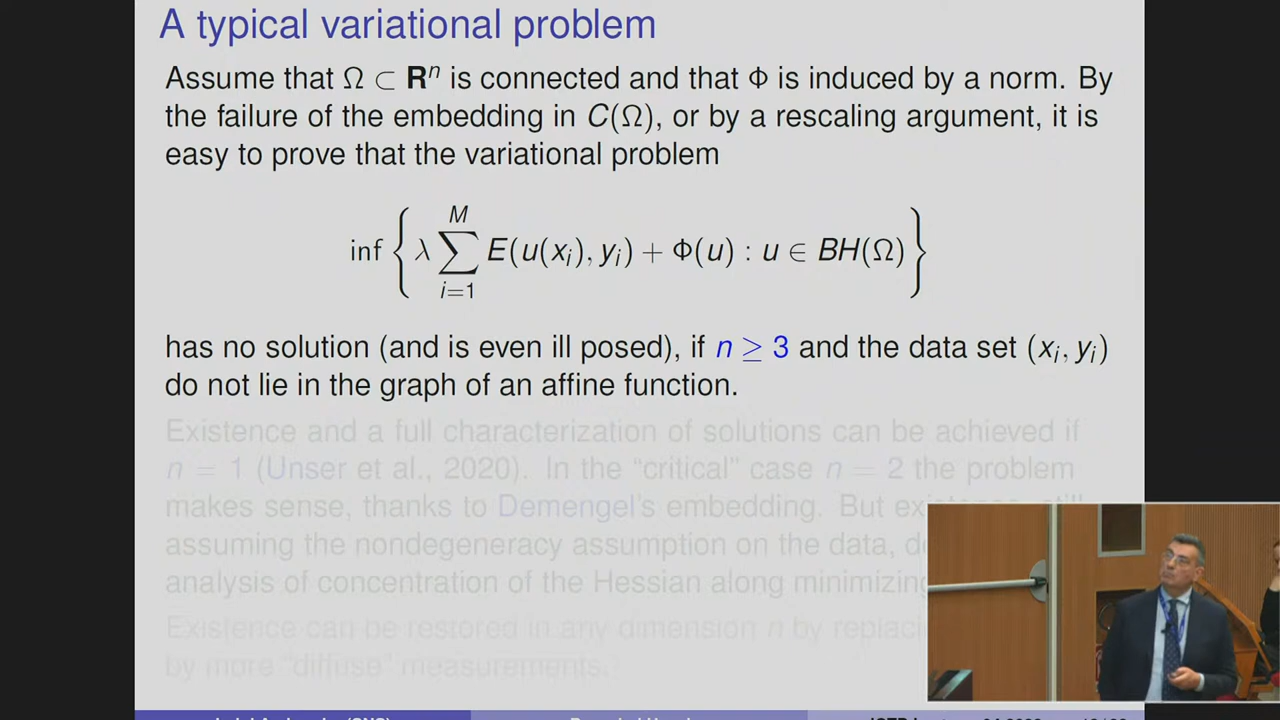 A typical variational problem
Assume that Ω ⊂ Rⁿ is connected and that Φ is induced by a norm. By
the failure of the embedding in C(Ω), or by a rescaling argument, it is
easy to prove that the variational problem
inf { λ ∑_{i=1}^{M} E(u(x_i), y_i) + Φ(u) : u ∈ BH(Ω) }
has no solution (and is even ill posed), if n ≥ 3 and the data set (x_i, y_i)
do not lie in the graph of an affine function.
Existence and a full characterization of solutions can be achieved if
n = 1 (Unser et al., 2020). In the "critical" case n = 2 the problem
makes sense, thanks to Demengel's embedding. But
assuming the nondegeneracy assumption on the data,
analysis of concentration of the Hessian along
Existence can be restored in any dimension n by
by more "diffuse" measurements.